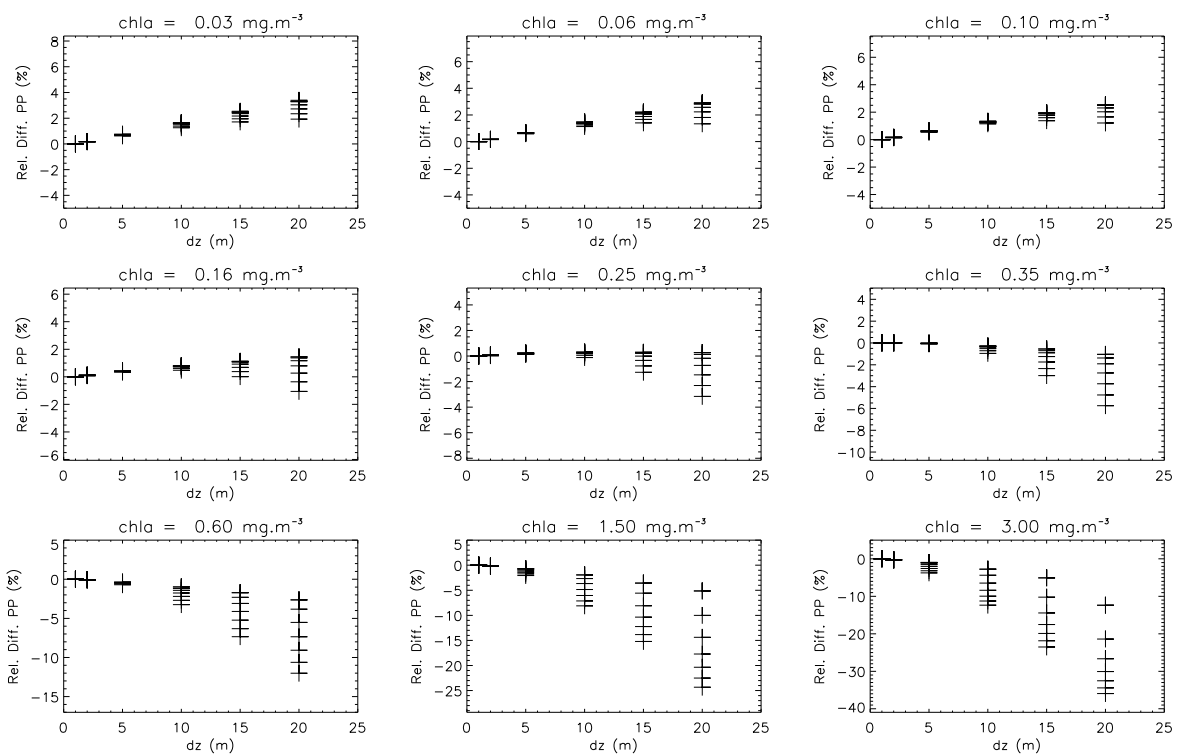 chla = 0.03 mg.m⁻³
chla = 0.06 mg.m⁻³
chla = 0.10 mg.m⁻³
Rel. Diff. PP (%)
8
6
4
2
0
−2
−4
0 5 10 15 20 25
dz (m)
Rel. Diff. PP (%)
6
4
2
0
−2
−4
0 5 10 15 20 25
dz (m)
Rel. Diff. PP (%)
6
4
2
0
−2
−4
0 5 10 15 20 25
dz (m)
chla = 0.16 mg.m⁻³
chla = 0.25 mg.m⁻³
chla = 0.35 mg.m⁻³
Rel. Diff. PP (%)
6
4
2
0
−2
−4
−6
0 5 10 15 20 25
dz (m)
Rel. Diff. PP (%)
4
2
0
−2
−4
−6
−8
0 5 10 15 20 25
dz (m)
Rel. Diff. PP (%)
4
2
0
−2
−4
−6
−8
−10
0 5 10 15 20 25
dz (m)
chla = 0.60 mg.m⁻³
chla = 1.50 mg.m⁻³
chla = 3.00 mg.m⁻³
Rel. Diff. PP (%)
5
0
−5
−10
−15
0 5 10 15 20 25
dz (m)
Rel. Diff. PP (%)
5
0
−5
−10
−15
−20
−25
0 5 10 15 20 25
dz (m)
Rel. Diff. PP (%)
0
−10
−20
−30
−40
0 5 10 15 20 25
dz (m)